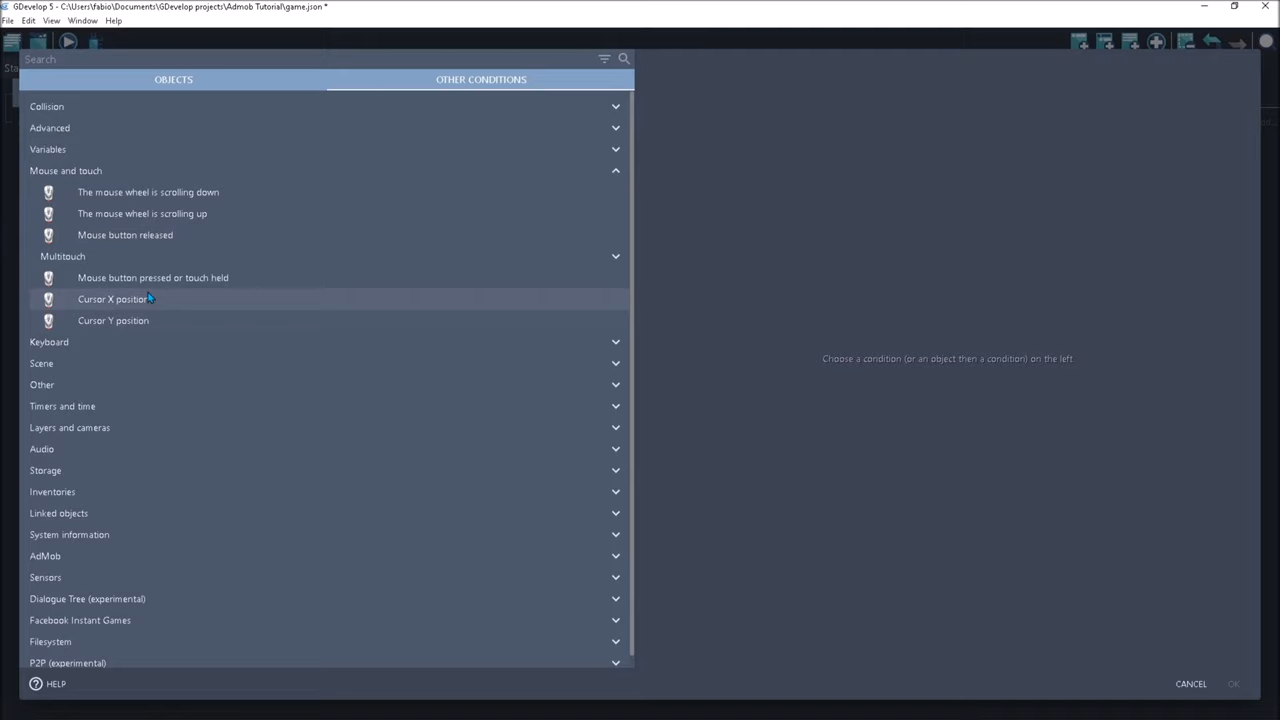 GDevelop 5 - C:\Users\fabio\Documents\GDevelop projects\Admob Tutorial\game.json *
File Edit View Window Help
Search
OBJECTS
OTHER CONDITIONS
Collision
Advanced
Variables
Mouse and touch
The mouse wheel is scrolling down
The mouse wheel is scrolling up
Mouse button released
Multitouch
Mouse button pressed or touch held
Cursor X position
Cursor Y position
Keyboard
Scene
Other
Timers and time
Layers and cameras
Audio
Storage
Inventories
Linked objects
System information
AdMob
Sensors
Dialogue Tree (experimental)
Facebook Instant Games
Filesystem
P2P (experimental)
Choose a condition (or an object then a condition) on the left.
HELP
CANCEL
OK